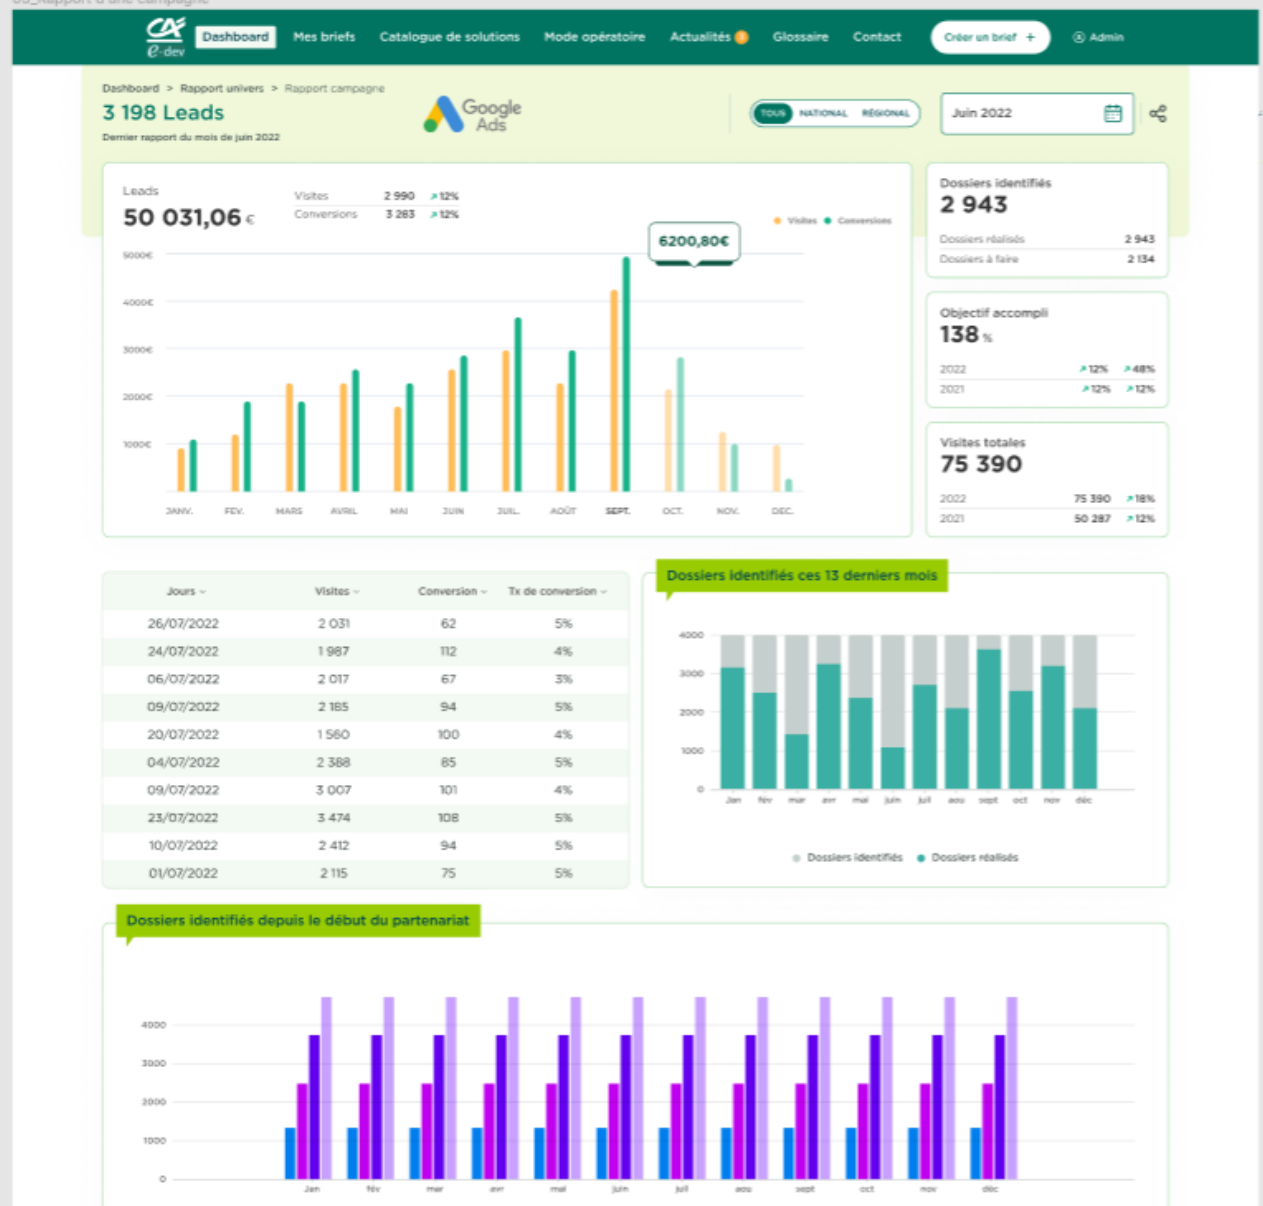 05_Rapport d'une campagne
CA
e-dev
Dashboard Mes briefs Catalogue de solutions Mode opératoire Actualités Glossaire Contact Créer un brief + Admin
Dashboard > Rapport univers > Rapport campagne
3 198 Leads
Dernier rapport du mois de juin 2022
Google
Ads
TOUS NATIONAL RÉGIONAL
Juin 2022
Leads
50 031,06 €
Visites 2 990 12%
Conversions 3 283 12%
Visites Conversions
6200,80€
5000€
4000€
3000€
2000€
1000€
JANV. FEV. MARS AVRIL MAI JUIN JUIL. AOÛT SEPT. OCT. NOV. DEC.
Dossiers identifiés
2 943
Dossiers réalisés 2 943
Dossiers à faire 2 134
Objectif accompli
138 %
2022 12% 48%
2021 12% 12%
Visites totales
75 390
2022 75 390 18%
2021 50 287 12%
Jours Visites Conversion Tx de conversion
26/07/2022 2 031 62 5%
24/07/2022 1 987 112 4%
06/07/2022 2 017 67 3%
09/07/2022 2 185 94 5%
20/07/2022 1 560 100 4%
04/07/2022 2 388 85 5%
09/07/2022 3 007 101 4%
23/07/2022 3 474 108 5%
10/07/2022 2 412 94 5%
01/07/2022 2 115 75 5%
Dossiers identifiés ces 13 derniers mois
4000
3000
2000
1000
0
Jan fév mar avr mai juin juil aou sept oct nov déc
Dossiers identifiés Dossiers réalisés
Dossiers identifiés depuis le début du partenariat
4000
3000
2000
1000
0
Jan fév mar avr mai juin juil aou sept oct nov déc